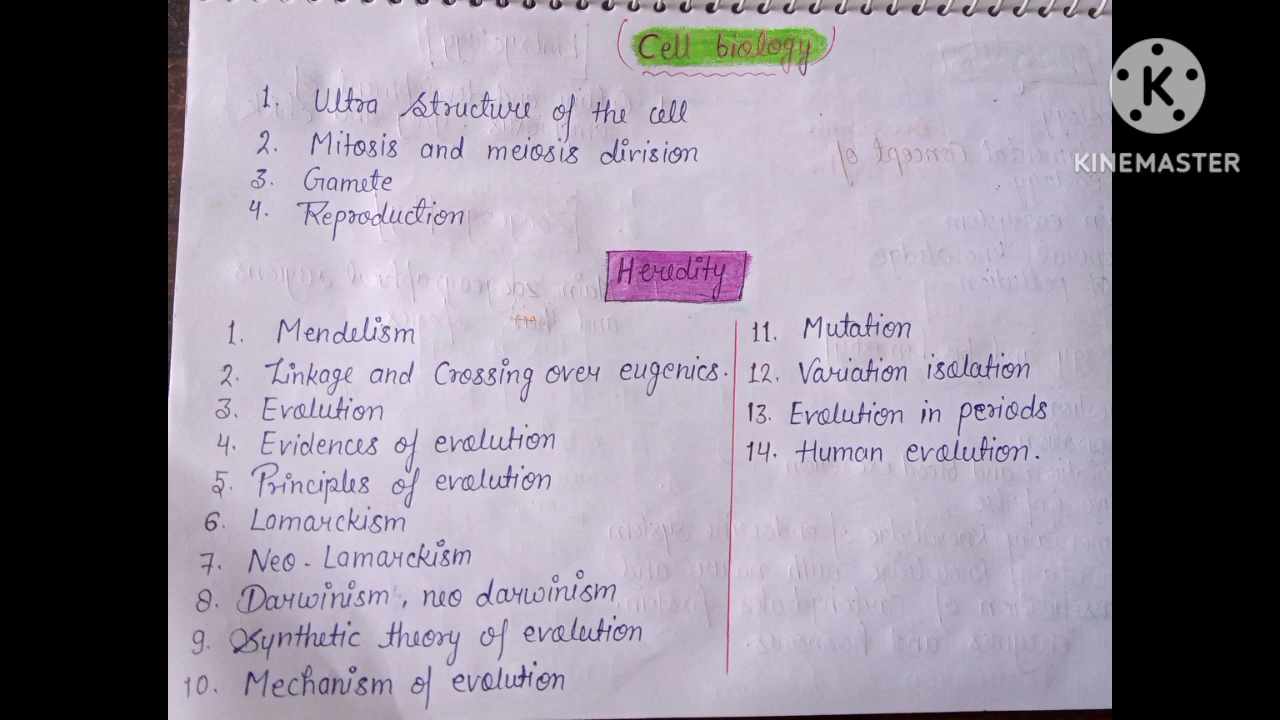 Cell biology
1. Ultra structure of the cell
2. Mitosis and meiosis division
3. Gamete
4. Reproduction
Heredity
1. Mendelism
2. Linkage and Crossing over eugenics.
3. Evolution
4. Evidences of evolution
5. Principles of evolution
6. Lamarckism
7. Neo - Lamarckism
8. Darwinism, neo darwinism
9. Synthetic theory of evolution
10. Mechanism of evolution
11. Mutation
12. Variation isolation
13. Evolution in periods
14. Human evolution.
K
KINEMASTER